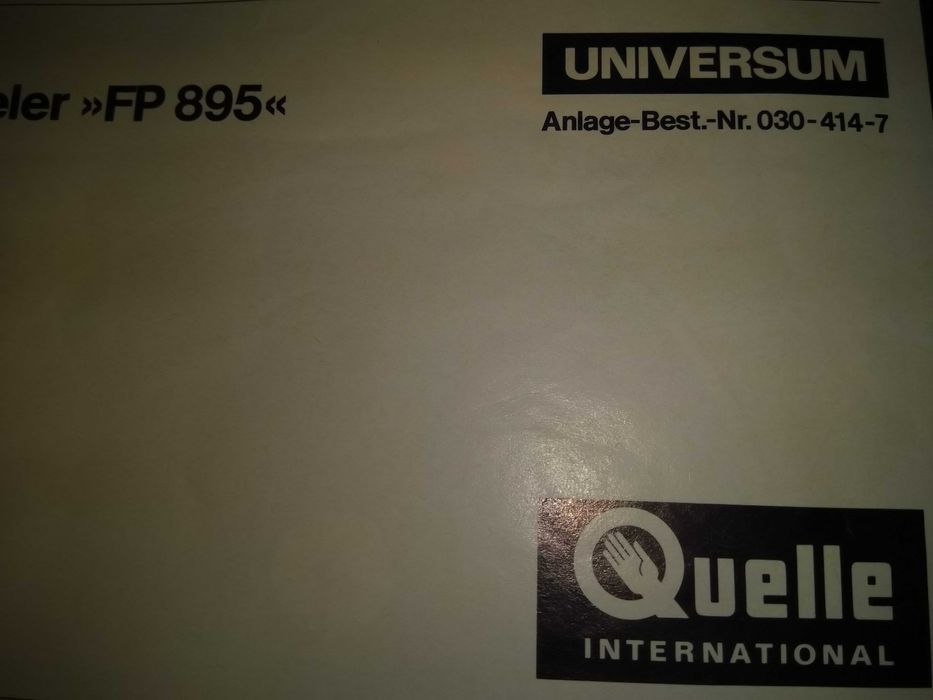 UNIVERSUM
eler »FP 895«
Anlage-Best.-Nr. 030-414-7
Quelle
INTERNATIONAL